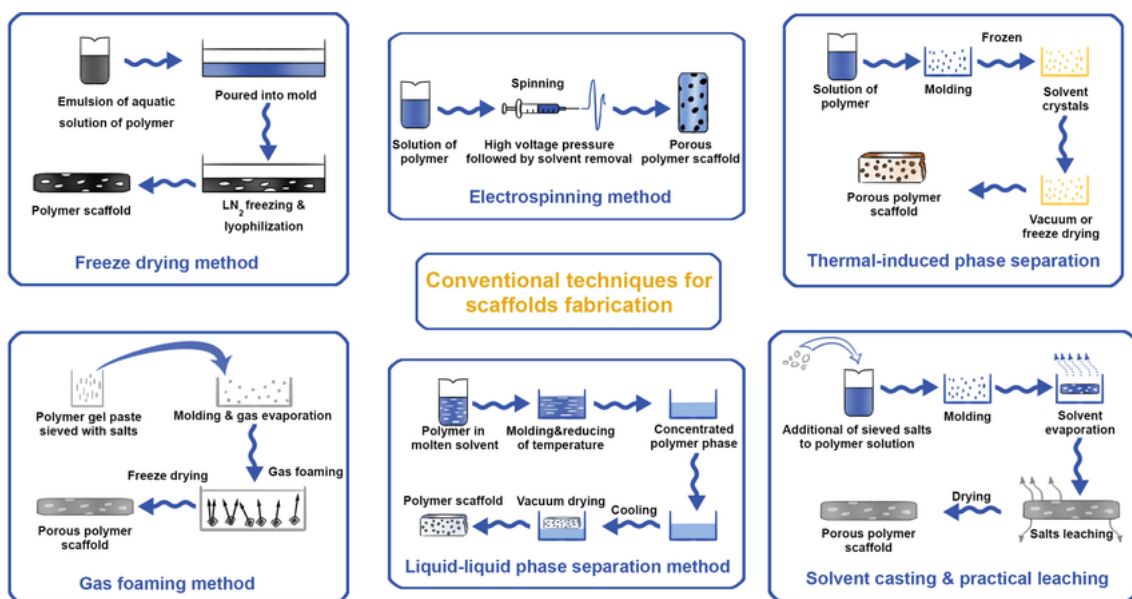 Emulsion of aquatic
solution of polymer
Poured into mold
LN2 freezing &
lyophilization
Polymer scaffold
Freeze drying method
Solution of
polymer
Spinning
High voltage pressure
followed by solvent removal
Porous
polymer scaffold
Electrospinning method
Solution of
polymer
Molding
Frozen
Solvent
crystals
Vacuum or
freeze drying
Porous polymer
scaffold
Thermal-induced phase separation
Conventional techniques for
scaffolds fabrication
Polymer gel paste
sieved with salts
Molding & gas evaporation
Gas foaming
Freeze drying
Porous polymer
scaffold
Gas foaming method
Polymer in
molten solvent
Molding&reducing
of temperature
Concentrated
polymer phase
Cooling
Vacuum drying
Polymer scaffold
Liquid-liquid phase separation method
Additional of sieved salts
to polymer solution
Molding
Solvent
evaporation
Salts leaching
Drying
Porous polymer
scaffold
Solvent casting & practical leaching